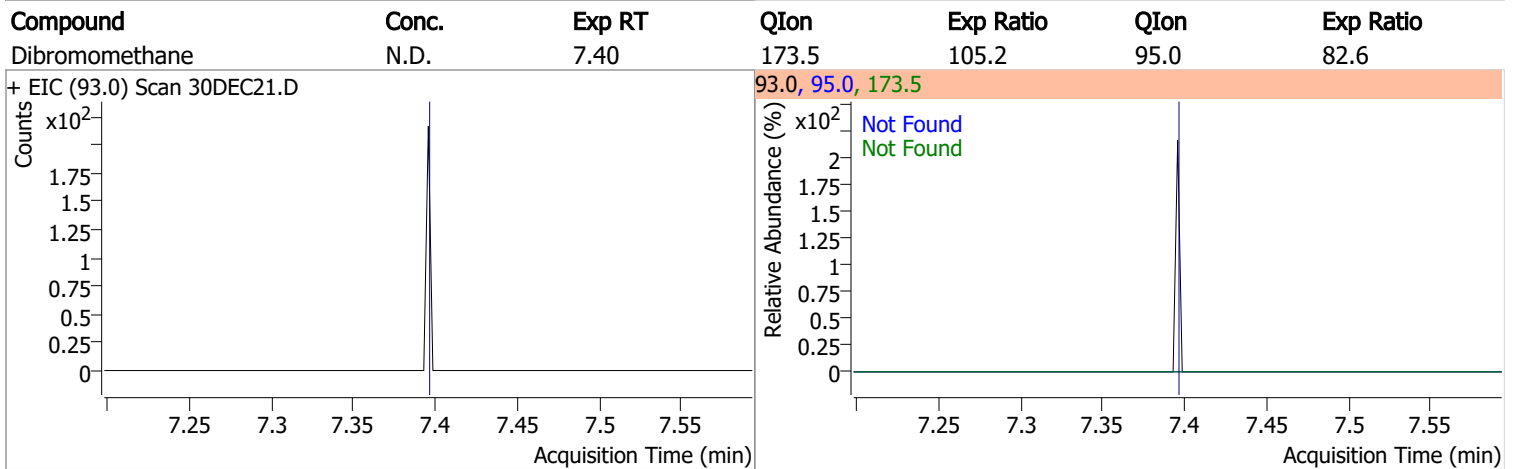 Compound Conc. Exp RT QIon Exp Ratio QIon Exp Ratio
Dibromomethane N.D. 7.40 173.5 105.2 95.0 82.6
+ EIC (93.0) Scan 30DEC21.D
Counts
x10²
1.75
1.5
1.25
1
0.75
0.5
0.25
0
7.25 7.3 7.35 7.4 7.45 7.5 7.55
Acquisition Time (min)
93.0, 95.0, 173.5
Relative Abundance (%)
x10²
Not Found
Not Found
2
1.75
1.5
1.25
1
0.75
0.5
0.25
0
7.25 7.3 7.35 7.4 7.45 7.5 7.55
Acquisition Time (min)